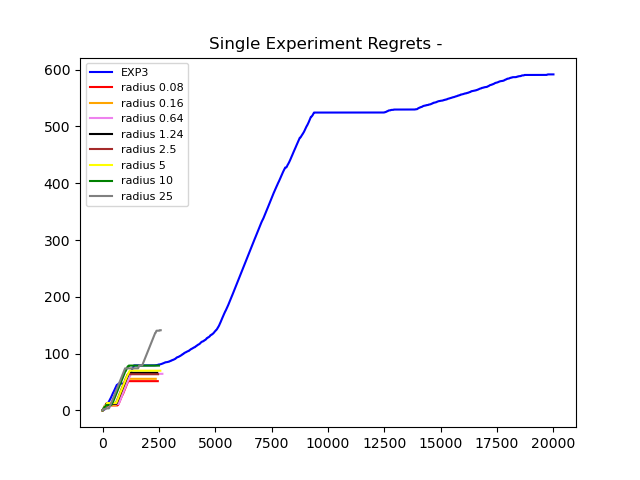 Single Experiment Regrets -
600
500
400
300
200
100
0
EXP3
radius 0.08
radius 0.16
radius 0.64
radius 1.24
radius 2.5
radius 5
radius 10
radius 25
0 2500 5000 7500 10000 12500 15000 17500 20000